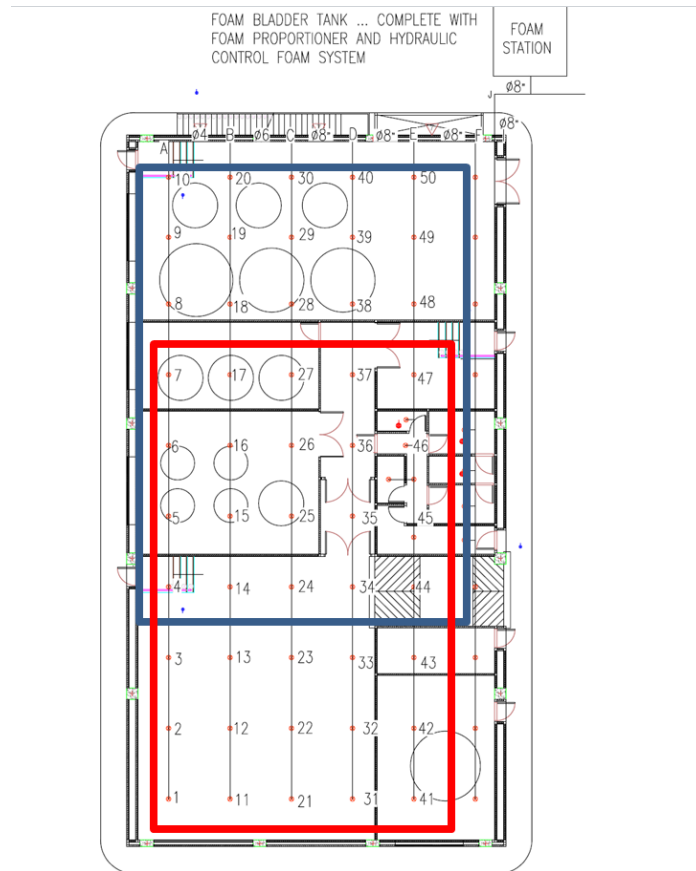 FOAM BLADDER TANK ... COMPLETE WITH
FOAM PROPORTIONER AND HYDRAULIC
CONTROL FOAM SYSTEM
FOAM
STATION
ø8"
J
ø8"
ø4 B ø6 C ø8" D ø8" E ø8" F
A
10 20 30 40 50
9 19 29 39 49
8 18 28 38 48
7 17 27 37 47
6 16 26 36 46
5 15 25 35 45
4 14 24 34 44
3 13 23 33 43
2 12 22 32 42
1 11 21 31 41